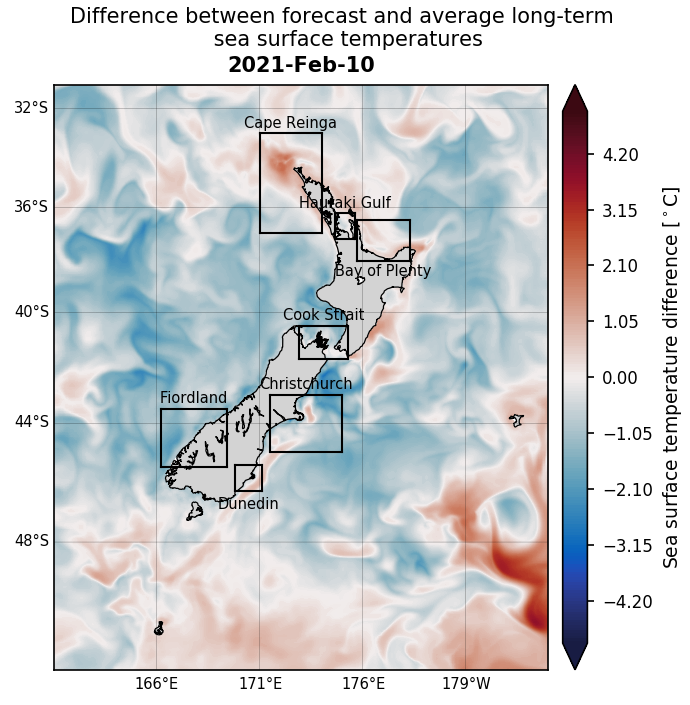 Difference between forecast and average long-term
sea surface temperatures
2021-Feb-10
32°S
36°S
40°S
44°S
48°S
166°E
171°E
176°E
179°W
Cape Reinga
Hauraki Gulf
Bay of Plenty
Cook Strait
Christchurch
Fiordland
Dunedin
4.20
3.15
2.10
1.05
0.00
−1.05
−2.10
−3.15
−4.20
Sea surface temperature difference [°C]